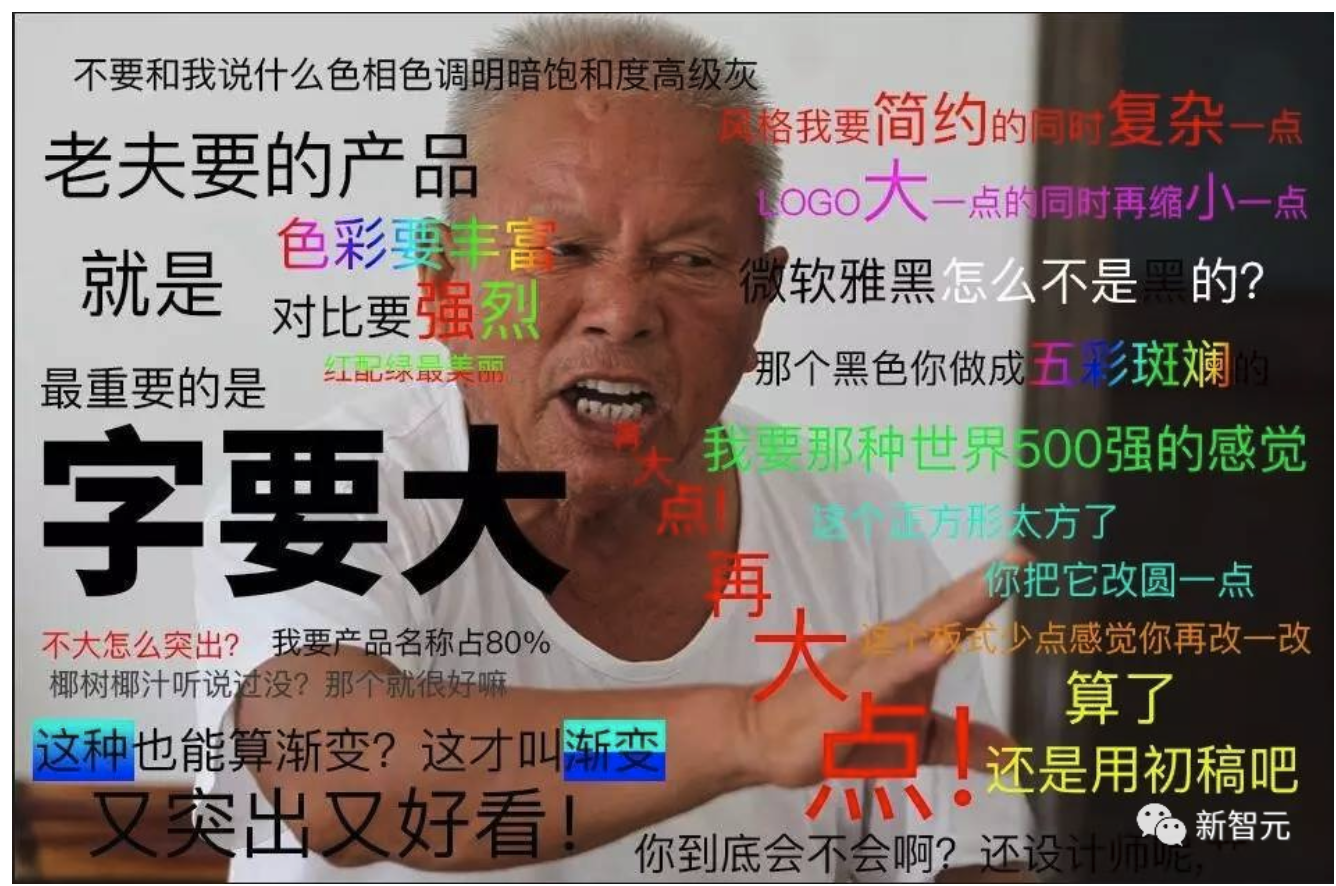 不要和我说什么色相色调明暗饱和度高级灰
老夫要的产品
就是
色彩要丰富
对比要强烈
红配绿最美丽
最重要的是
字要大
不大怎么突出？ 我要产品名称占80%
椰树椰汁听说过没？那个就很好嘛
这种也能算渐变？这才叫渐变
又突出又好看！
风格我要简约的同时复杂一点
LOGO大一点的同时再缩小一点
微软雅黑怎么不是黑的？
那个黑色你做成五彩斑斓的
我要那种世界500强的感觉
大
点！
这个正方形太方了
你把它改圆一点
再
大
点！
这个板式少点感觉你再改一改
算了
还是用初稿吧
新智元
你到底会不会啊？还设计师呢，